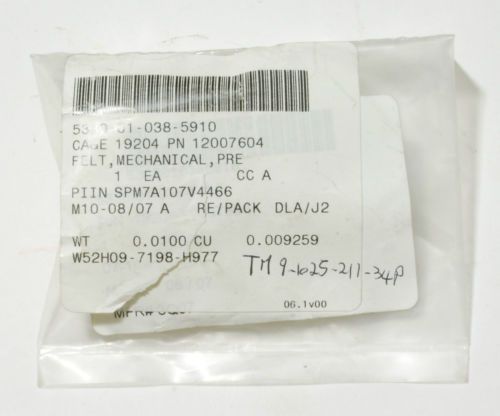 5330-01-038-5910
CAGE 19204 PN 12007604
FELT,MECHANICAL,PRE
1 EA CC A
PIIN SPM7A107V4466
M10-08/07 A RE/PACK DLA/J2
WT 0.0100 CU 0.009259
W52H09-7198-H977
TM 9-1025-211-34P
06.1v00